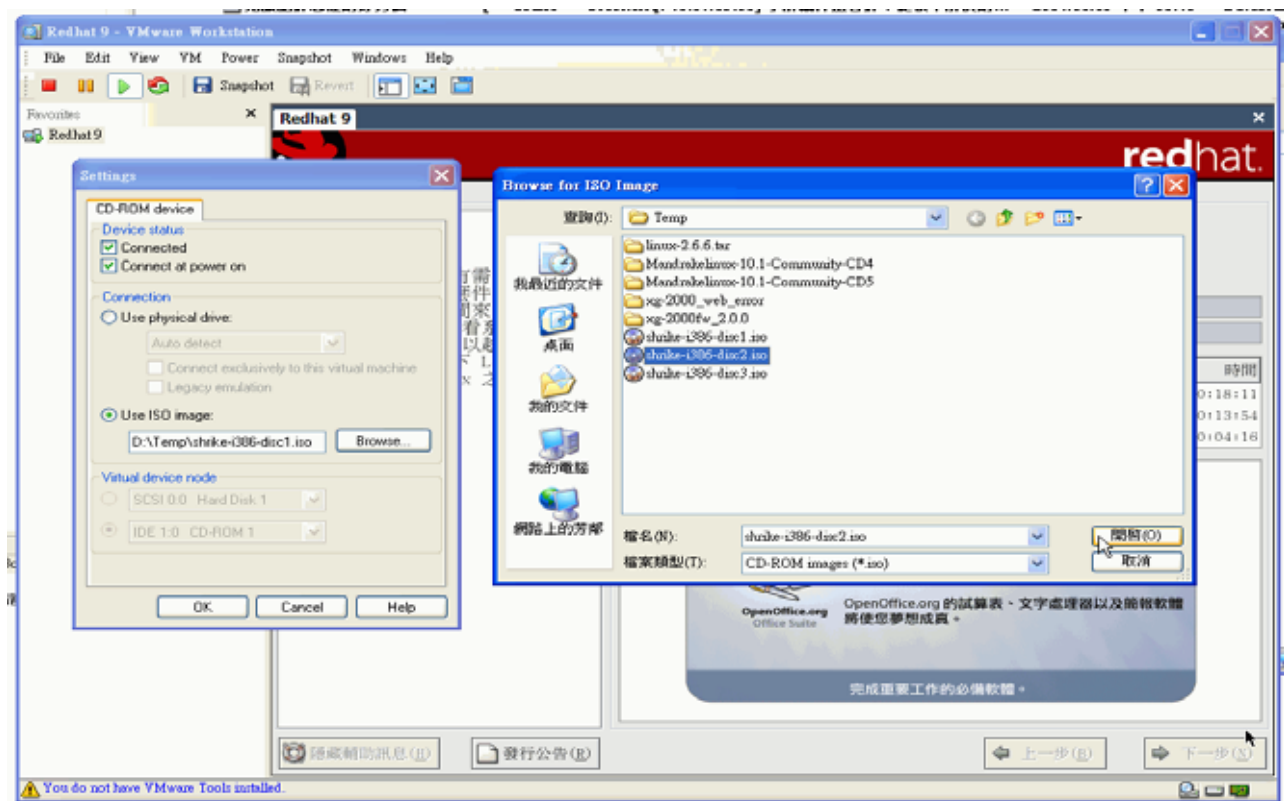 Redhat 9 - VMware Workstation
File Edit View VM Power Snapshot Windows Help
Snapshot Revert
Favorites
Redhat 9
Redhat 9
redhat.
Settings
CD-ROM device
Device status
Connected
Connect at power on
Connection
Use physical drive:
Auto detect
Connect exclusively to this virtual machine
Legacy emulation
Use ISO image:
D:\Temp\shrike-i386-disc1.iso
Browse...
Virtual device node
SCSI 0:0 Hard Disk 1
IDE 1:0 CD-ROM 1
OK
Cancel
Help
Browse for ISO Image
查詢(I):
Temp
我最近的文件
桌面
我的文件
我的電腦
網路上的芳鄰
linux-2.6.6.tar
Mandrakelinux-10.1-Community-CD4
Mandrakelinux-10.1-Community-CD5
xg-2000_web_error
xg-2000fw_2.0.0
shrike-i386-disc1.iso
shrike-i386-disc2.iso
shrike-i386-disc3.iso
檔名(N):
shrike-i386-disc2.iso
開啟(O)
檔案類型(T):
CD-ROM images (*.iso)
取消
時間
0:18:11
0:13:54
0:04:16
OpenOffice.org
Office Suite
OpenOffice.org 的試算表、文字處理器以及簡報軟體
將使您夢想成真。
完成重要工作的必備軟體。
隱藏輔助訊息(H)
發行公告(R)
上一步(B)
下一步(N)
You do not have VMware Tools installed.